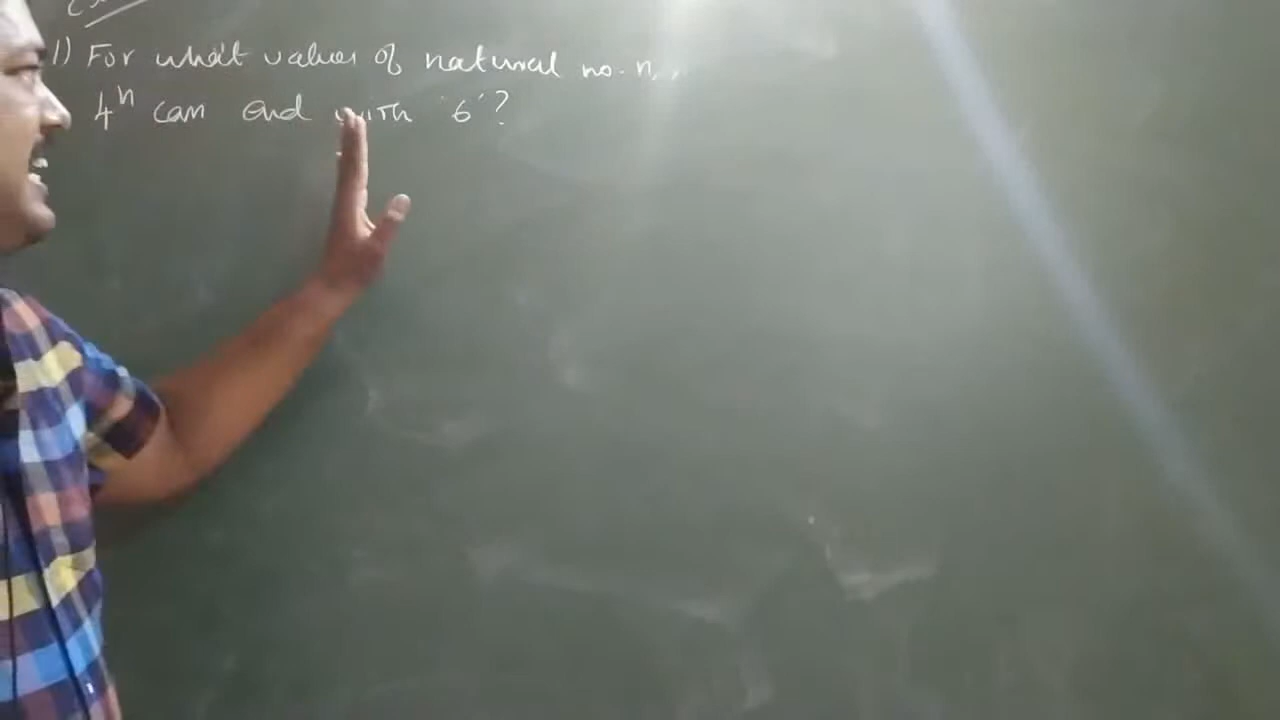 1) For what values of natural no. n,
4ⁿ can end with '6'?